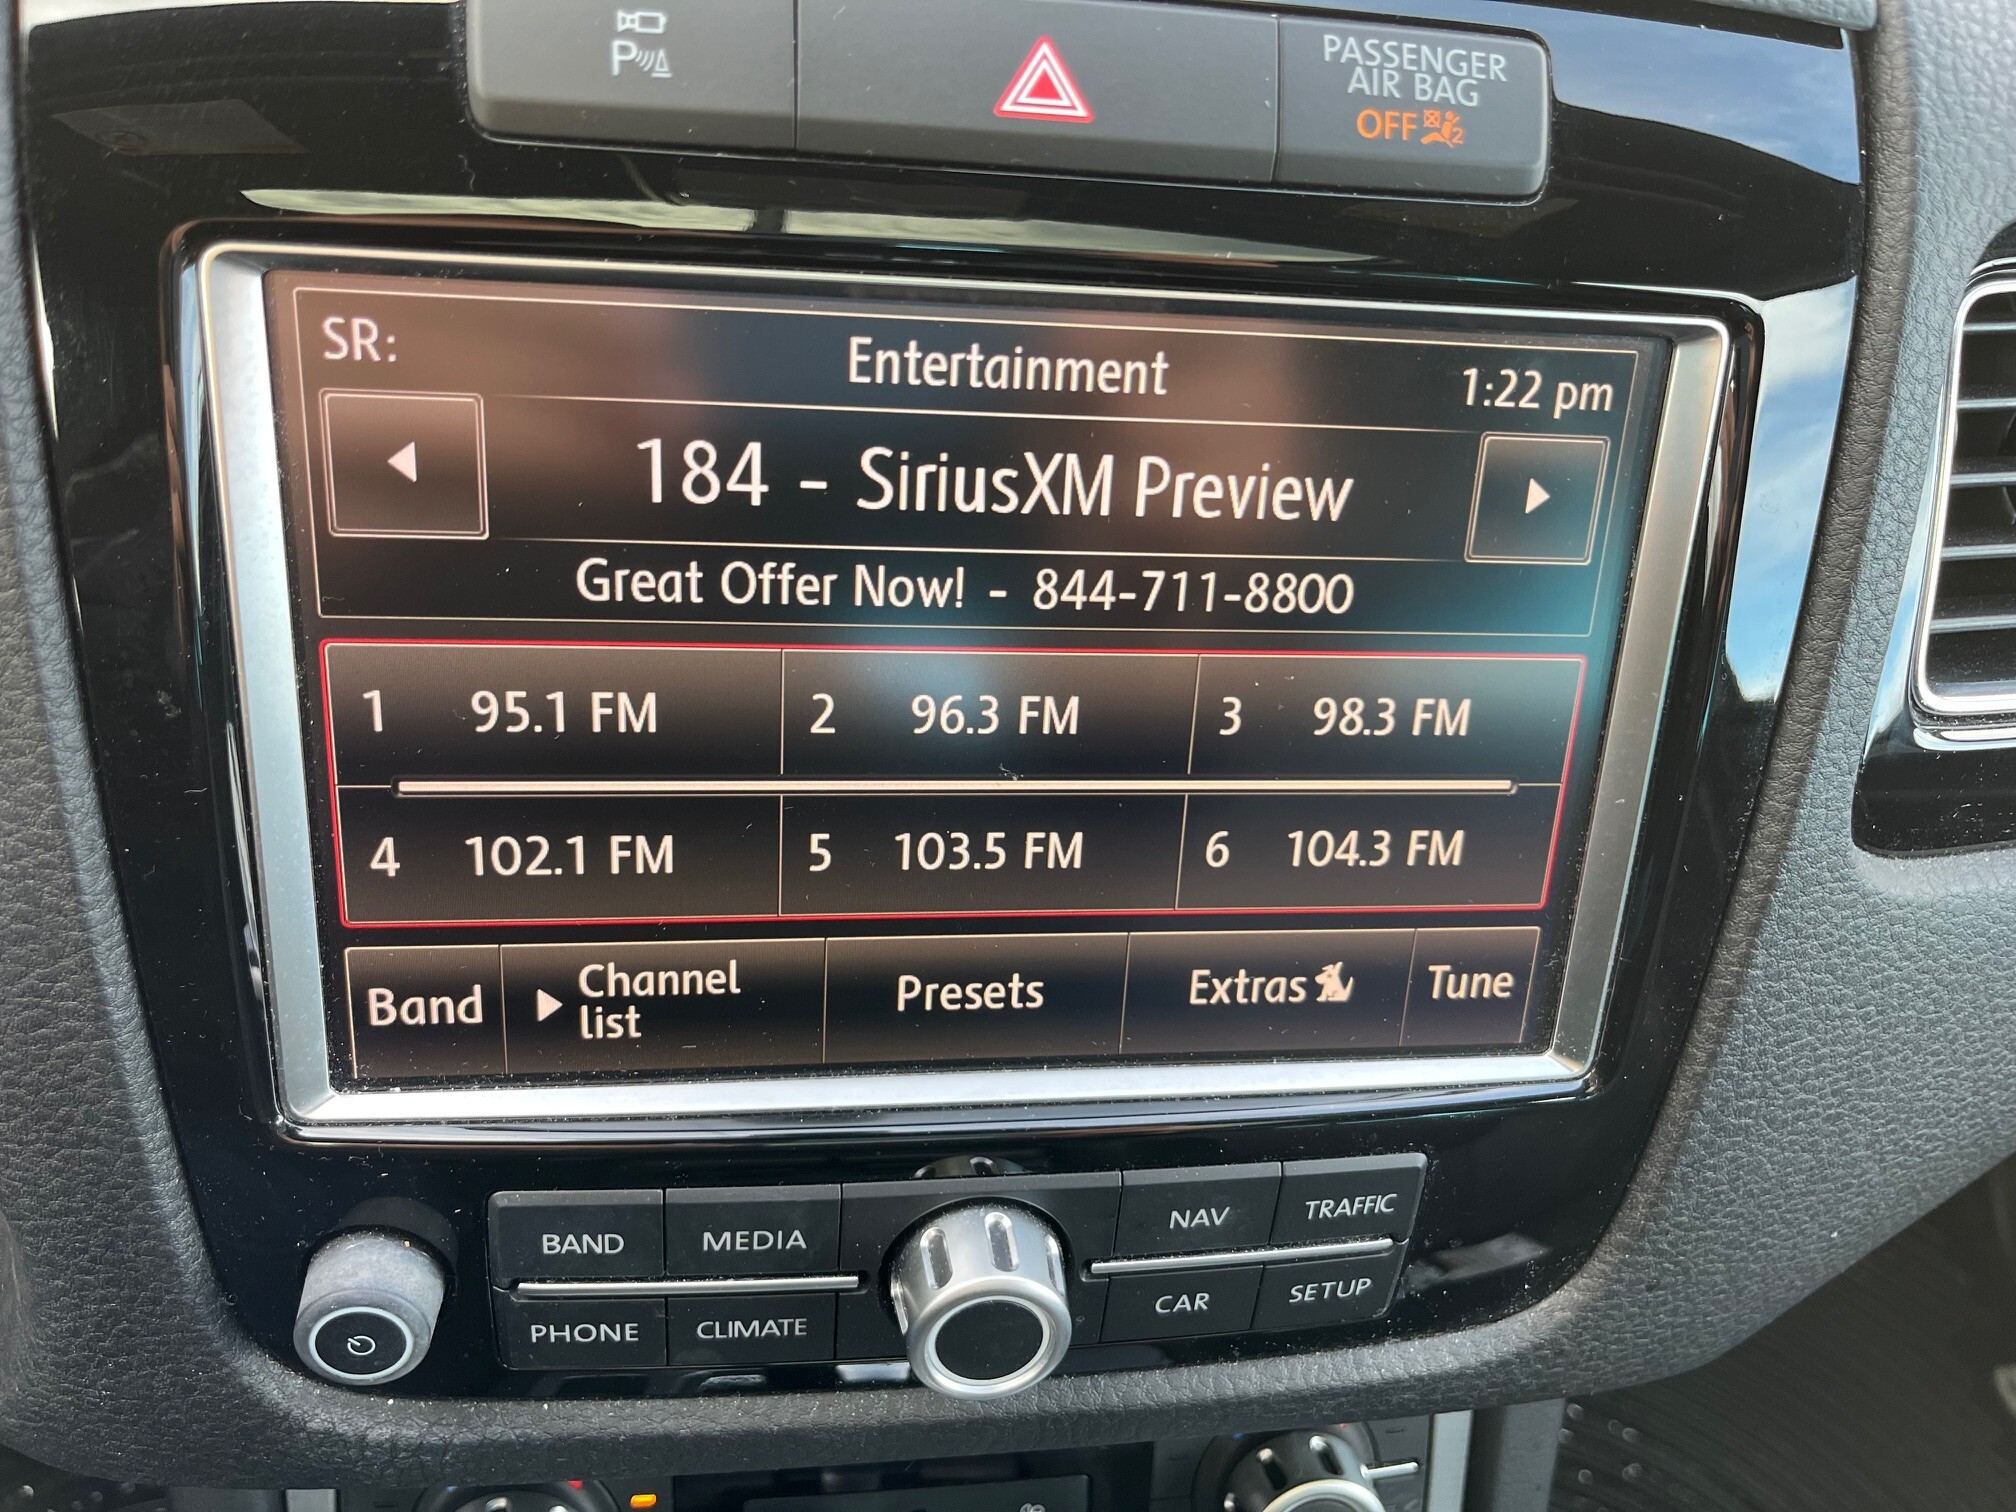 P
PASSENGER
AIR BAG
OFF 2
SR:
Entertainment
1:22 pm
184 - SiriusXM Preview
Great Offer Now! - 844-711-8800
1 95.1 FM 2 96.3 FM 3 98.3 FM
4 102.1 FM 5 103.5 FM 6 104.3 FM
Band
Channel
list
Presets
Extras
Tune
BAND MEDIA NAV TRAFFIC
PHONE CLIMATE CAR SETUP